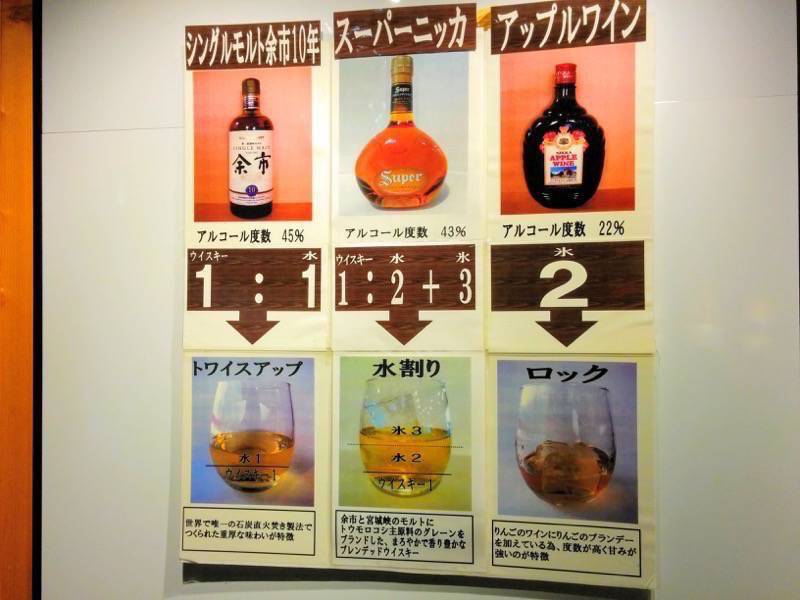 シングルモルト余市10年
SINGLE MALT
余市
10
アルコール度数 45%
ウイスキー 水
1:1
トワイスアップ
水1
ウイスキー1
世界で唯一の石炭直火焚き製法で
つくられた重厚な味わいが特徴
スーパーニッカ
Super
Super
アルコール度数 43%
ウイスキー 水 氷
1:2+3
水割り
氷3
水2
ウイスキー1
余市と宮城峡のモルトに
トウモロコシ主原料のグレーンを
ブランドした、まろやかで香り豊かな
ブレンデッドウイスキー
アップルワイン
NIKKA
APPLE
WINE
アルコール度数 22%
氷
2
ロック
りんごのワインにりんごのブランデー
を加えている為、度数が高く甘みが
強いのが特徴